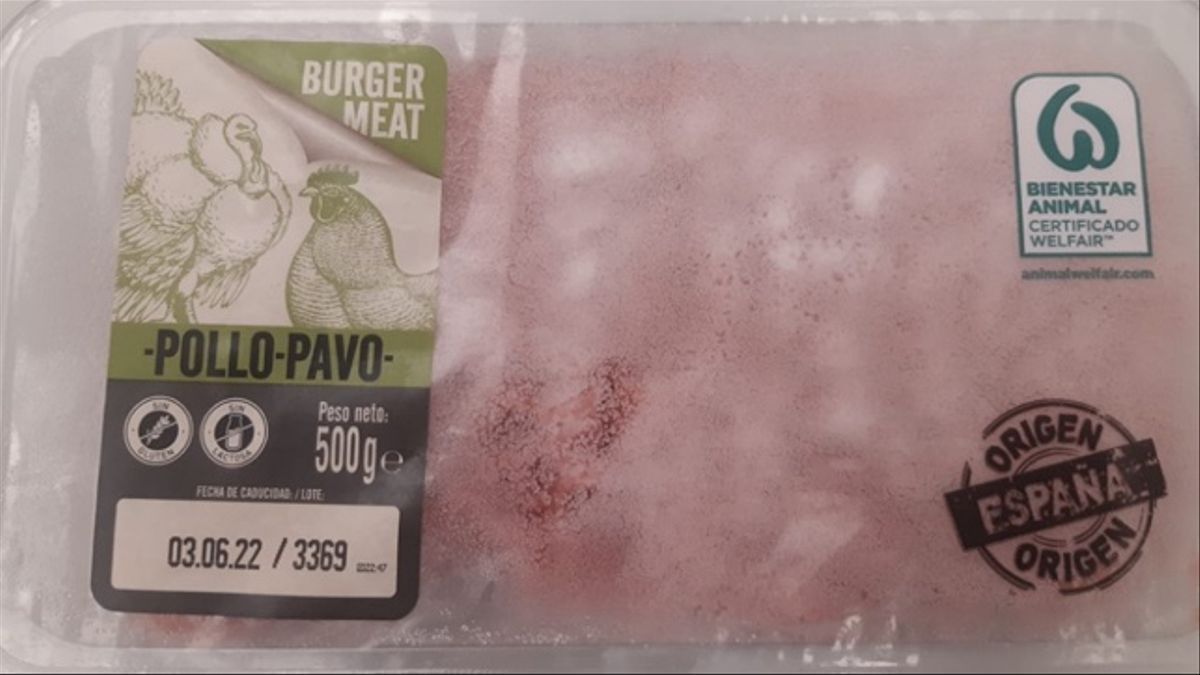 BURGER
MEAT
-POLLO-PAVO-
SIN
GLUTEN
SIN
LACTOSA
Peso neto:
500g e
FECHA DE CADUCIDAD: / LOTE:
03.06.22 / 3369
BIENESTAR
ANIMAL
CERTIFICADO
WELFAIR™
animalwelfair.com
ORIGEN
ESPAÑA
ORIGEN